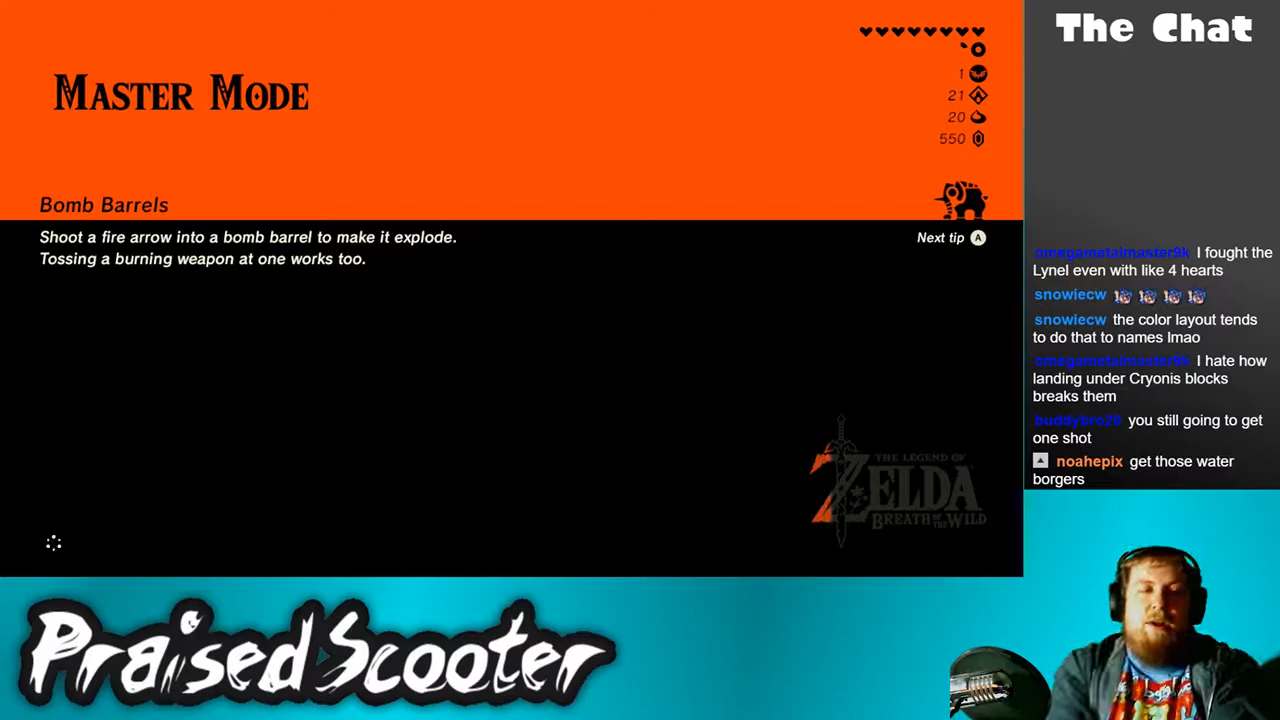 The Chat
Master Mode
1
21
20
550
Bomb Barrels
Shoot a fire arrow into a bomb barrel to make it explode.
Tossing a burning weapon at one works too.
Next tip A
omegametalmaster9k I fought the
Lynel even with like 4 hearts
snowiecw
snowiecw the color layout tends
to do that to names lmao
omegametalmaster9k I hate how
landing under Cryonis blocks
breaks them
buddybro20 you still going to get
one shot
noahepix get those water
borgers
THE LEGEND OF
ZELDA
BREATH OF THE WILD
PraisedScooter